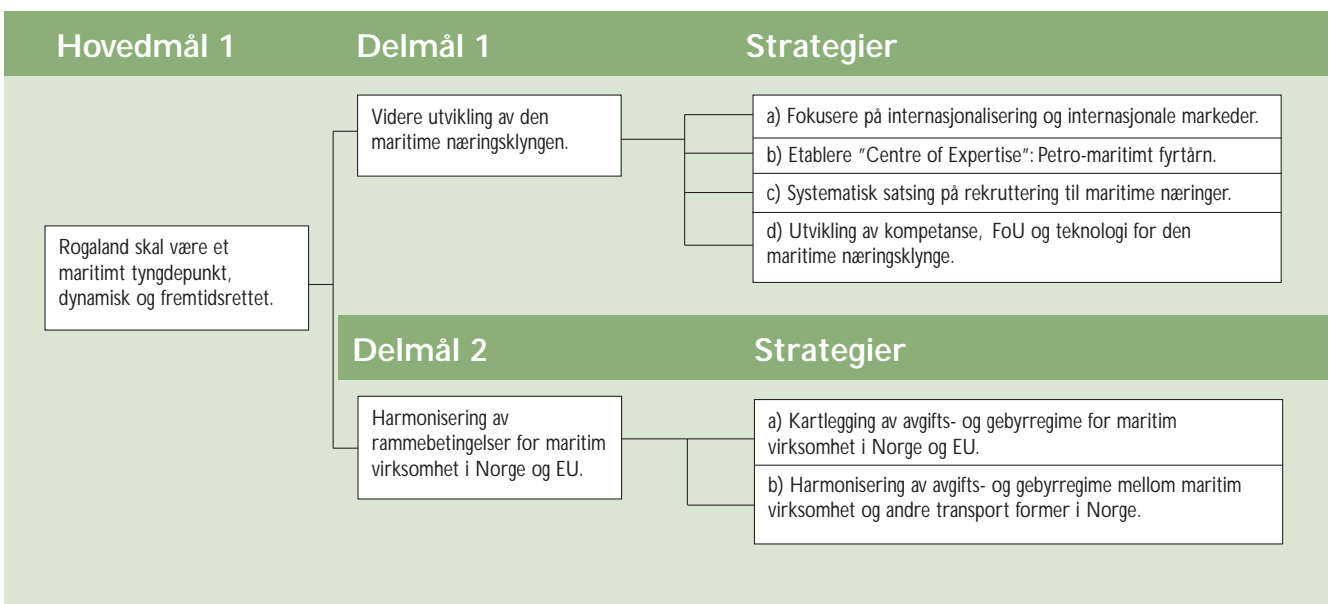 Hovedmål 1
Delmål 1
Strategier
Rogaland skal være et
maritimt tyngdepunkt,
dynamisk og fremtidsrettet.
Videre utvikling av den
maritime næringsklyngen.
a) Fokusere på internasjonalisering og internasjonale markeder.
b) Etablere "Centre of Expertise": Petro-maritimt fyrtårn.
c) Systematisk satsing på rekruttering til maritime næringer.
d) Utvikling av kompetanse, FoU og teknologi for den
maritime næringsklynge.
Delmål 2
Strategier
Harmonisering av
rammebetingelser for maritim
virksomhet i Norge og EU.
a) Kartlegging av avgifts- og gebyrregime for maritim
virksomhet i Norge og EU.
b) Harmonisering av avgifts- og gebyrregime mellom maritim
virksomhet og andre transport former i Norge.